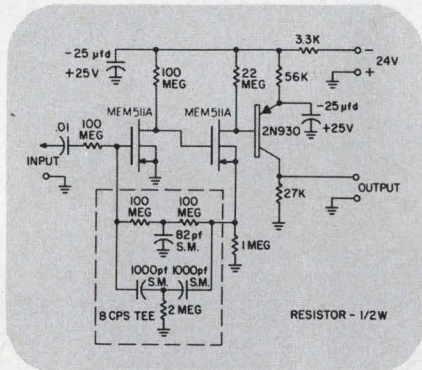 -25 µfd
+25V
3.3K
-
+
24V
100
MEG
22
MEG
56K
MEM511A
MEM511A
-25µfd
+25V
2N930
.01
100
MEG
INPUT
100
MEG
100
MEG
82pf
S.M.
1000pf
S.M.
1000pf
S.M.
2 MEG
8 CPS TEE
1 MEG
27K
OUTPUT
RESISTOR - 1/2W